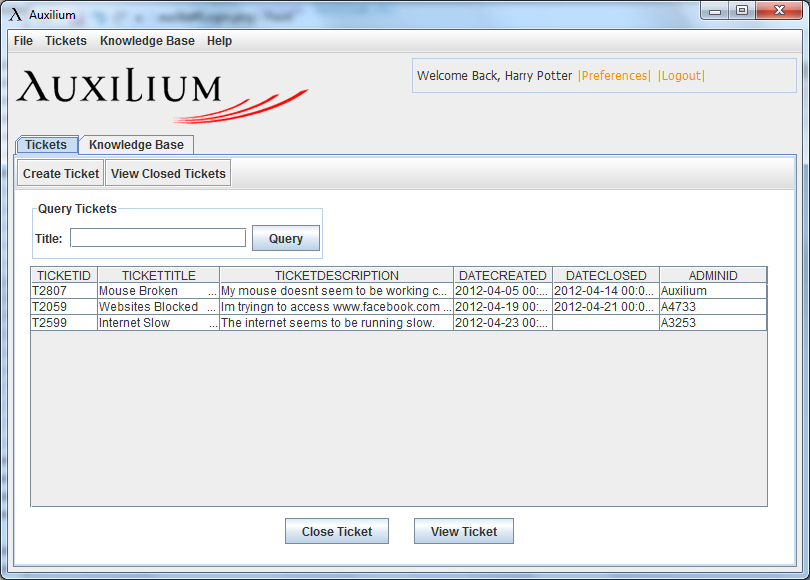 Auxilium
File Tickets Knowledge Base Help
AUXILIUM
Welcome Back, Harry Potter |Preferences| |Logout|
Tickets Knowledge Base
Create Ticket View Closed Tickets
Query Tickets
Title: Query
TICKETID TICKETTITLE TICKETDESCRIPTION DATECREATED DATECLOSED ADMINID
T2807 Mouse Broken ... My mouse doesnt seem to be working c... 2012-04-05 00:... 2012-04-14 00:0... Auxilium
T2059 Websites Blocked ... Im tryingn to access www.facebook.com ... 2012-04-19 00:... 2012-04-21 00:0... A4733
T2599 Internet Slow ... The internet seems to be running slow. 2012-04-23 00:... A3253
Close Ticket View Ticket